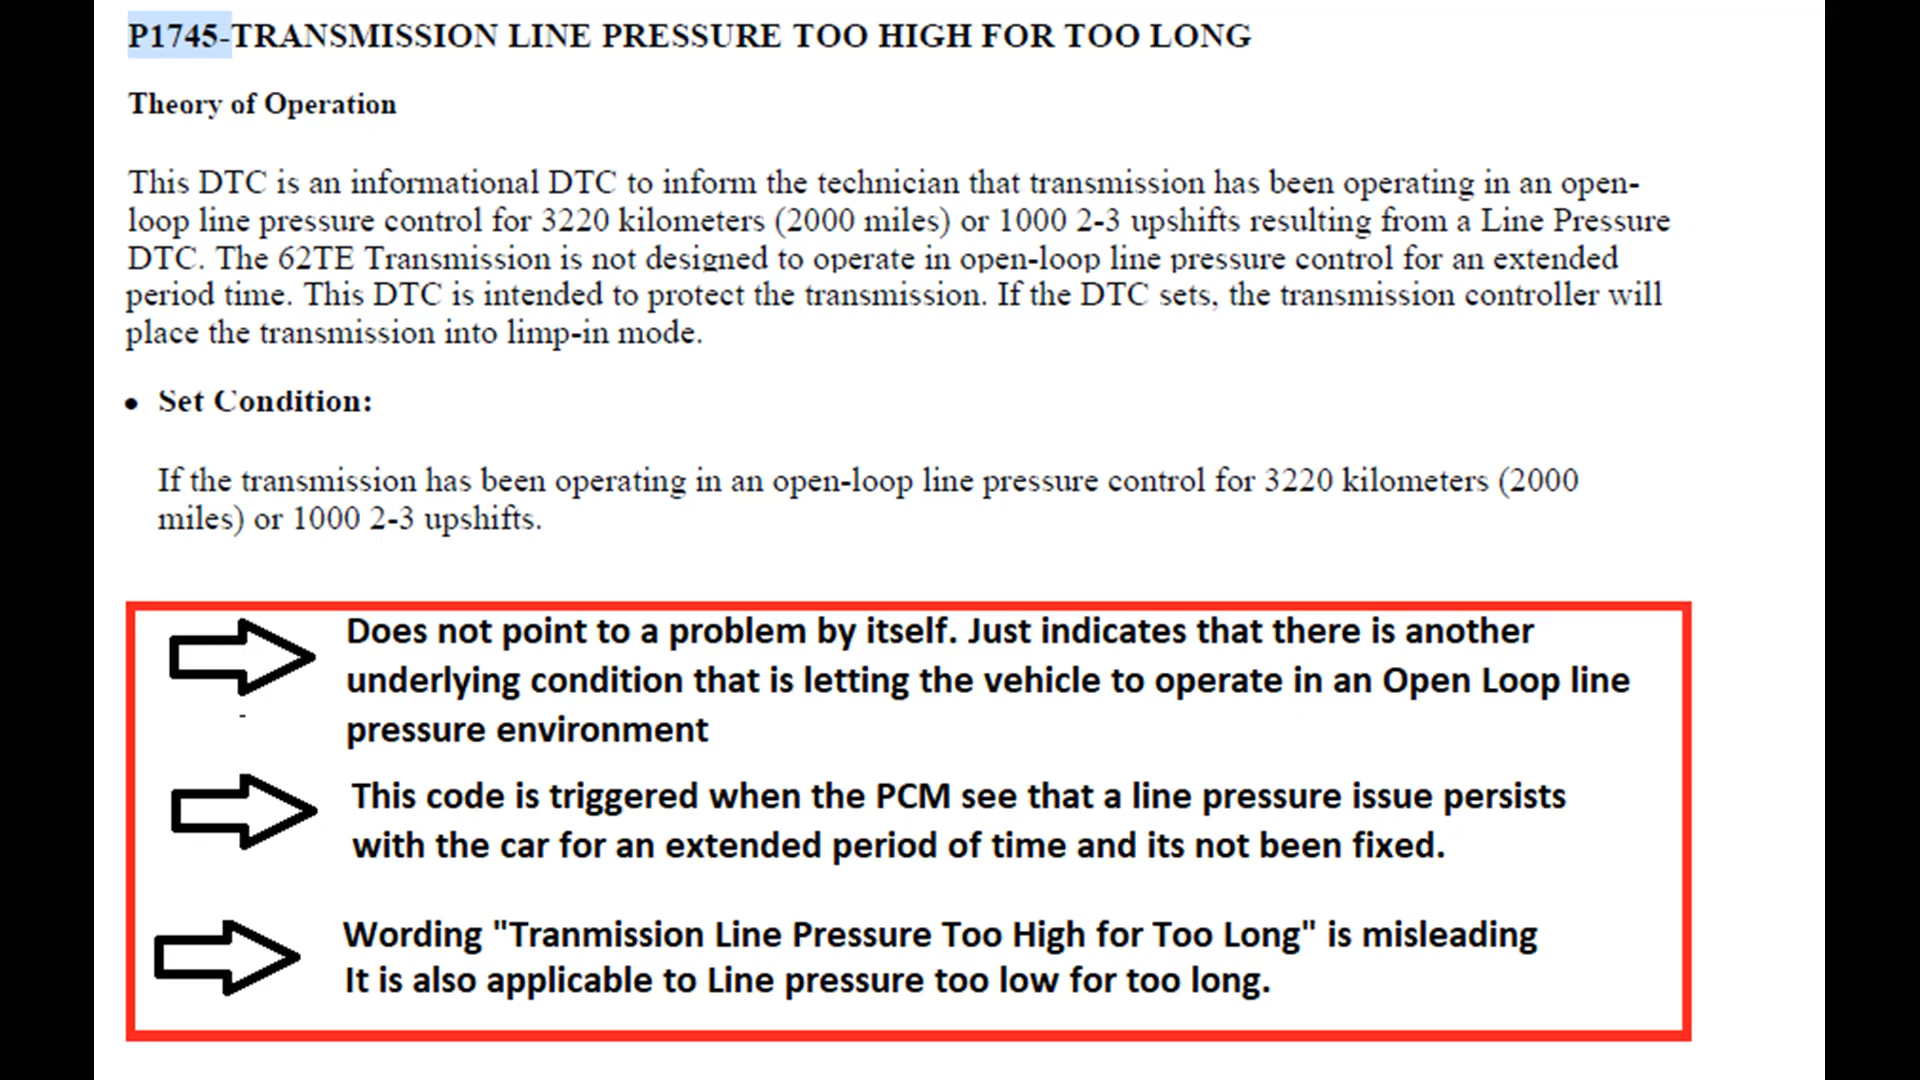 P1745-TRANSMISSION LINE PRESSURE TOO HIGH FOR TOO LONG
Theory of Operation
This DTC is an informational DTC to inform the technician that transmission has been operating in an open-
loop line pressure control for 3220 kilometers (2000 miles) or 1000 2-3 upshifts resulting from a Line Pressure
DTC. The 62TE Transmission is not designed to operate in open-loop line pressure control for an extended
period time. This DTC is intended to protect the transmission. If the DTC sets, the transmission controller will
place the transmission into limp-in mode.
• Set Condition:
If the transmission has been operating in an open-loop line pressure control for 3220 kilometers (2000
miles) or 1000 2-3 upshifts.
Does not point to a problem by itself. Just indicates that there is another
underlying condition that is letting the vehicle to operate in an Open Loop line
pressure environment
This code is triggered when the PCM see that a line pressure issue persists
with the car for an extended period of time and its not been fixed.
Wording "Tranmission Line Pressure Too High for Too Long" is misleading
It is also applicable to Line pressure too low for too long.